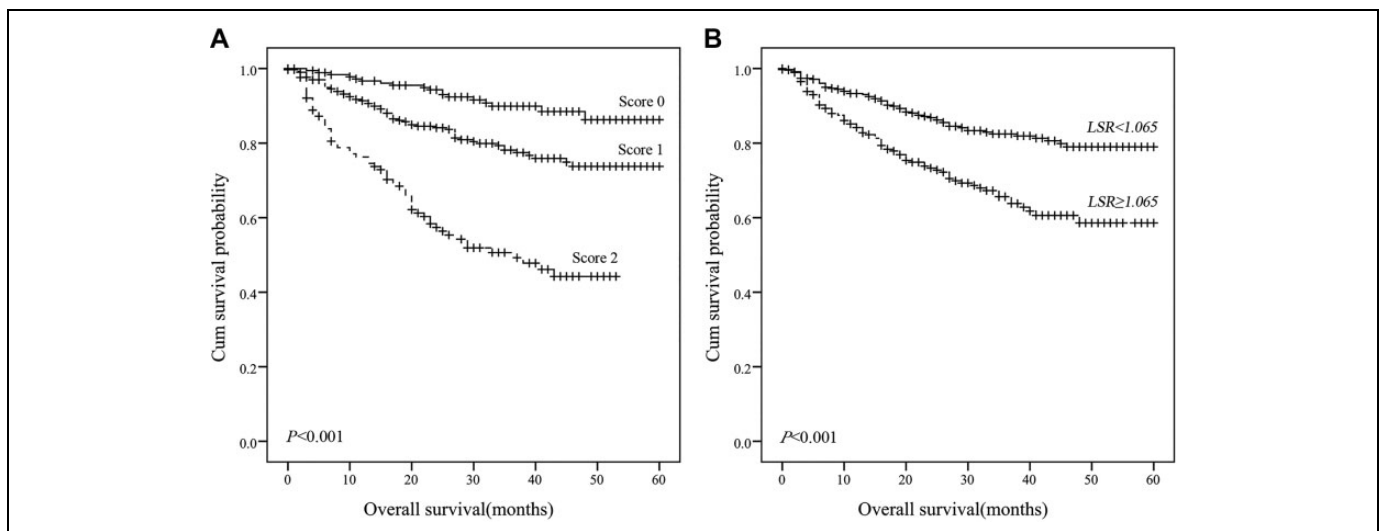 A
Cum survival probability
1.0
0.8
0.6
0.4
0.2
0.0
Score 0
Score 1
Score 2
P<0.001
0 10 20 30 40 50 60
Overall survival(months)
B
Cum survival probability
1.0
0.8
0.6
0.4
0.2
0.0
LSR<1.065
LSR≥1.065
P<0.001
0 10 20 30 40 50 60
Overall survival(months)